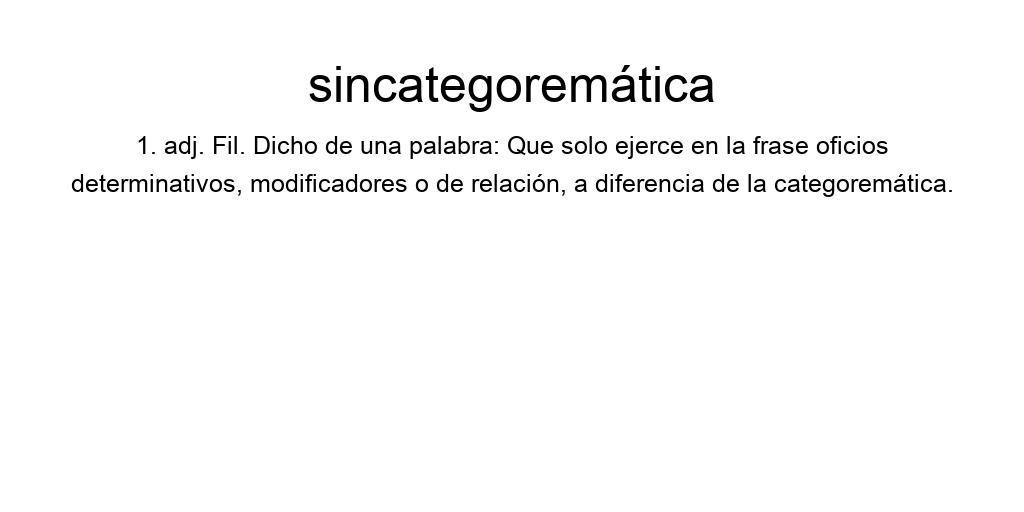 sincategoremática
1. adj. Fil. Dicho de una palabra: Que solo ejerce en la frase oficios
determinativos, modificadores o de relación, a diferencia de la categoremática.